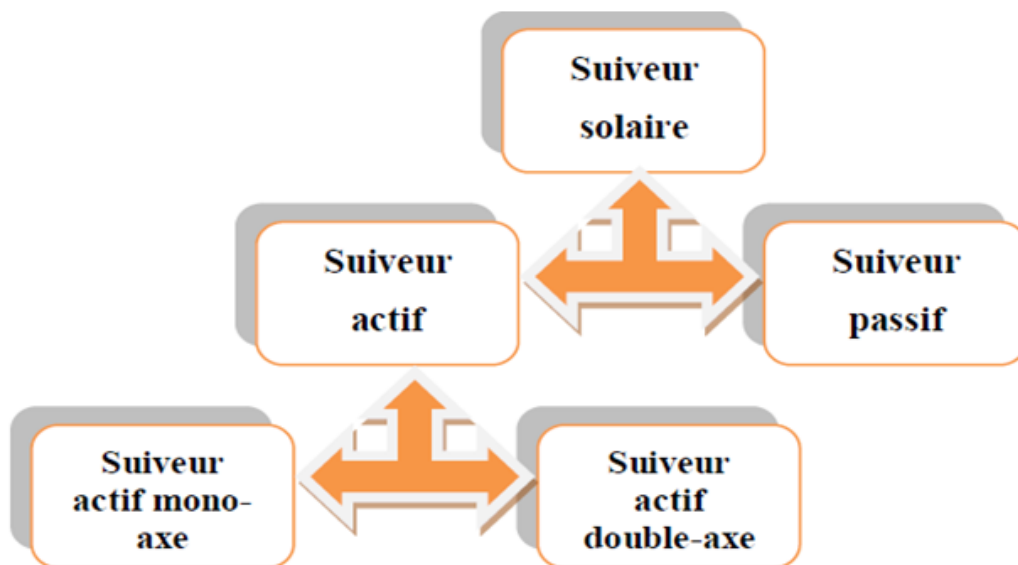 Suiveur
solaire
Suiveur
actif
Suiveur
passif
Suiveur
actif mono-
axe
Suiveur
actif
double-axe